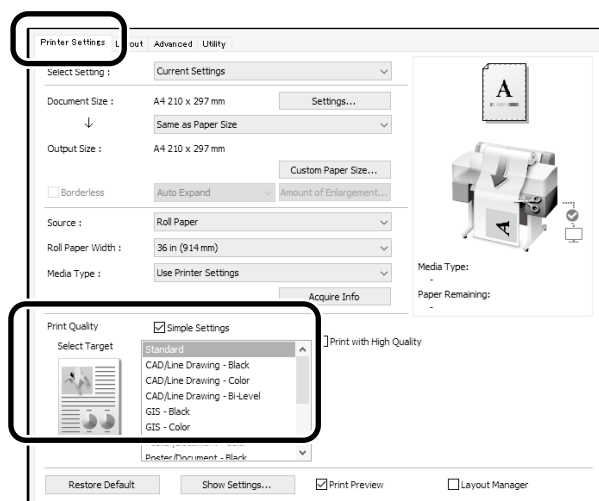 Printer Settings Layout Advanced Utility
Select Setting : Current Settings
Document Size : A4 210 x 297 mm Settings...
Same as Paper Size
Output Size : A4 210 x 297 mm
Custom Paper Size...
Borderless Auto Expand Amount of Enlargement...
Source : Roll Paper
Roll Paper Width : 36 in (914 mm)
Media Type : Use Printer Settings
Acquire Info
A
A
Media Type:
-
Paper Remaining:
-
Print Quality Simple Settings
Select Target
Standard
CAD/Line Drawing - Black
CAD/Line Drawing - Color
CAD/Line Drawing - Bi-Level
GIS - Black
GIS - Color
Poster/Document - Black
Print with High Quality
Restore Default Show Settings... Print Preview Layout Manager